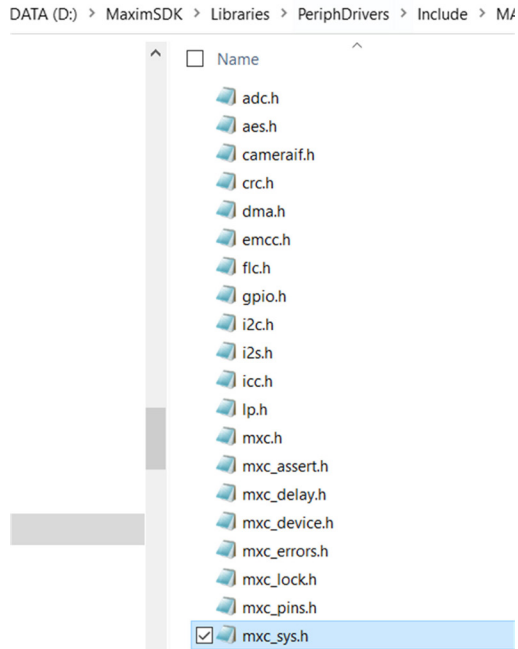 DATA (D:) > MaximSDK > Libraries > PeriphDrivers > Include > MA
Name
adc.h
aes.h
cameraif.h
crc.h
dma.h
emcc.h
flc.h
gpio.h
i2c.h
i2s.h
icc.h
lp.h
mxc.h
mxc_assert.h
mxc_delay.h
mxc_device.h
mxc_errors.h
mxc_lock.h
mxc_pins.h
mxc_sys.h